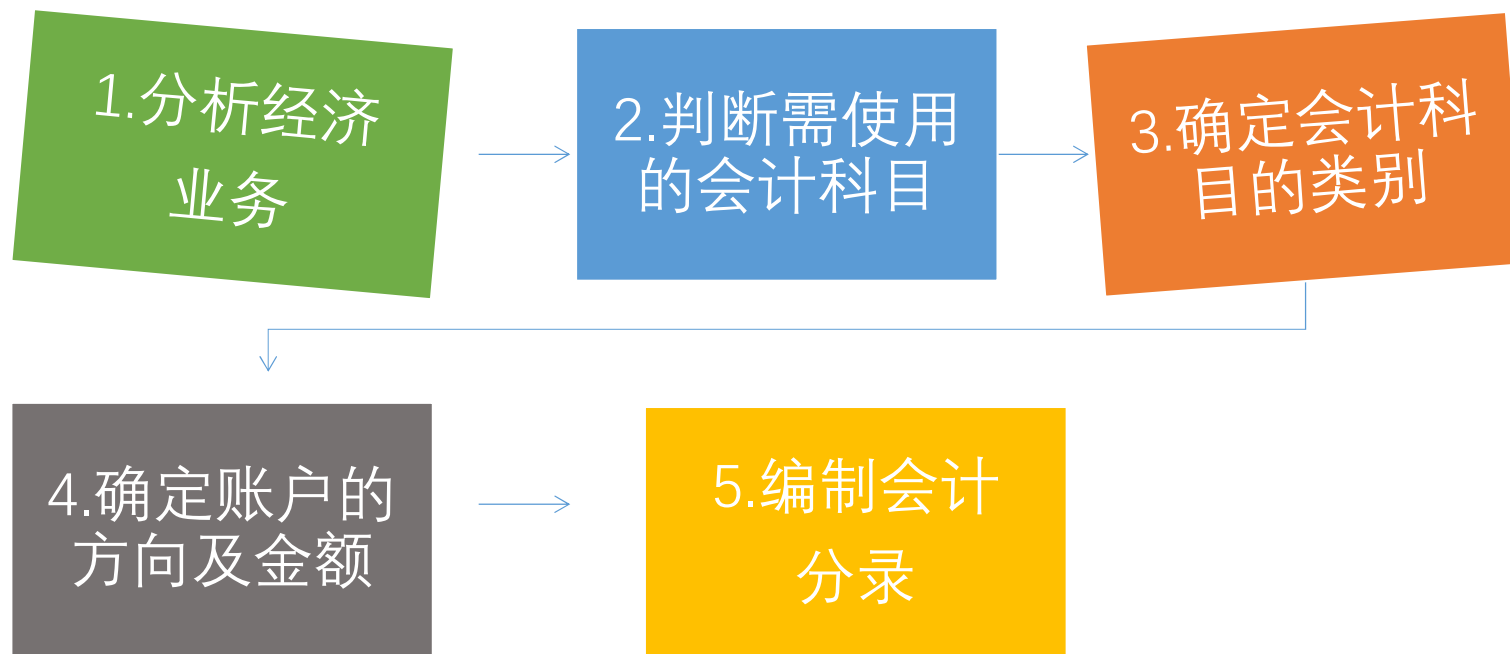 1.分析经济
业务
2.判断需使用
的会计科目
3.确定会计科
目的类别
4.确定账户的
方向及金额
5.编制会计
分录